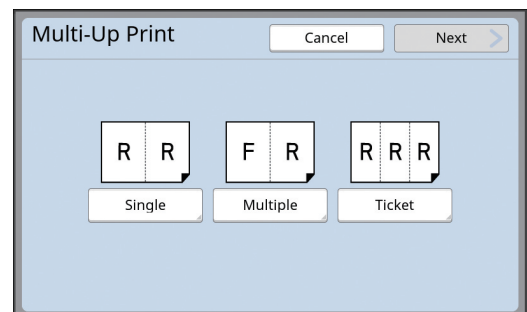 Multi-Up Print
Cancel
Next
R R
F R
R R R
Single
Multiple
Ticket